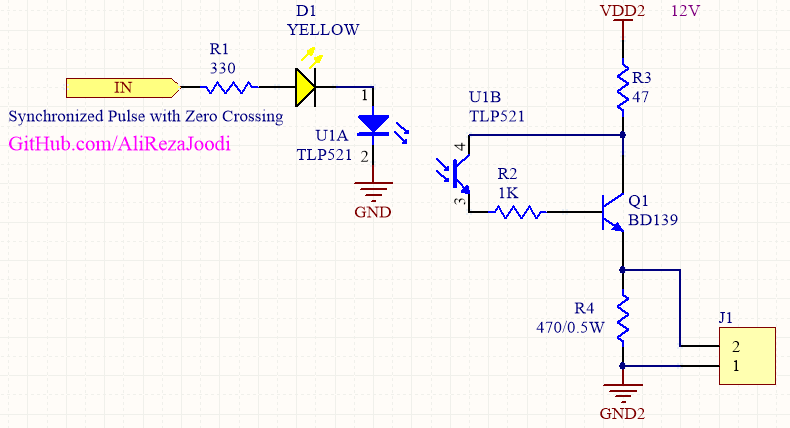 D1
YELLOW
R1
330
IN
Synchronized Pulse with Zero Crossing
GitHub.com/AliRezaJoodi
1
U1A
TLP521
2
GND
VDD2 12V
R3
47
U1B
TLP521
4
3
R2
1K
Q1
BD139
R4
470/0.5W
J1
2
1
GND2